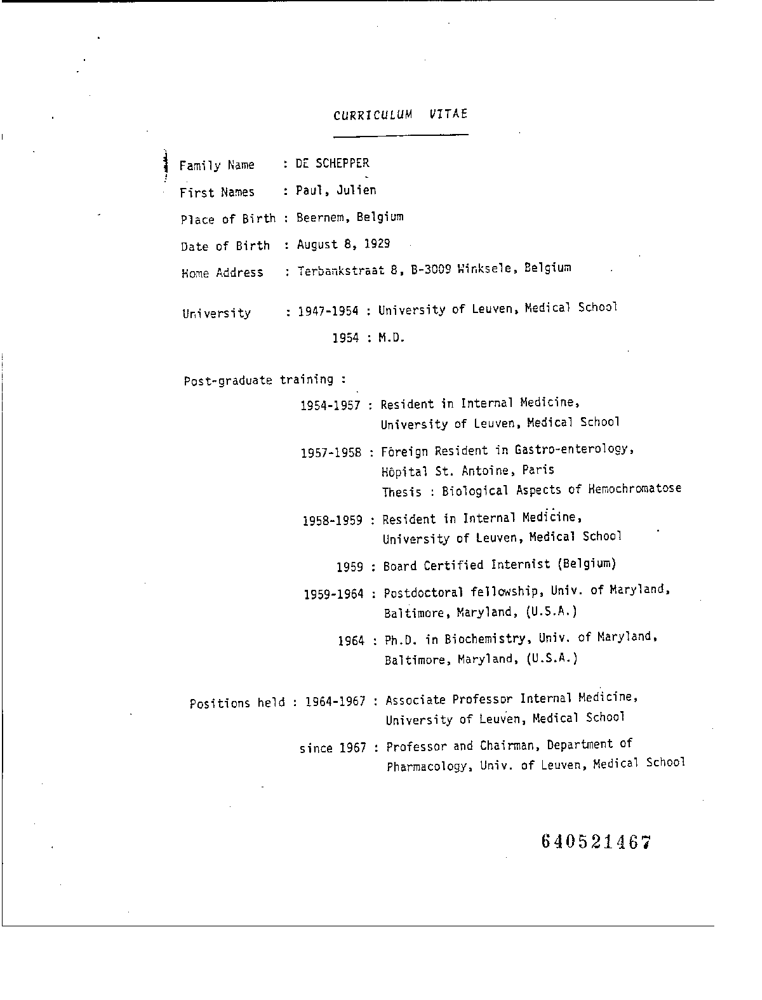 CURRICULUM VITAE
Family Name : DE SCHEPPER
First Names : Paul, Julien
Place of Birth : Beernem, Belgium
Date of Birth : August 8, 1929
Home Address : Terbankstraat 8, B-3009 Winksele, Belgium
University : 1947-1954 : University of Leuven, Medical School
1954 : M.D.
Post-graduate training :
1954-1957 : Resident in Internal Medicine,
University of Leuven, Medical School
1957-1958 : Foreign Resident in Gastro-enterology,
Hôpital St. Antoine, Paris
Thesis : Biological Aspects of Hemochromatose
1958-1959 : Resident in Internal Medicine,
University of Leuven, Medical School
1959 : Board Certified Internist (Belgium)
1959-1964 : Postdoctoral fellowship, Univ. of Maryland,
Baltimore, Maryland, (U.S.A.)
1964 : Ph.D. in Biochemistry, Univ. of Maryland,
Baltimore, Maryland, (U.S.A.)
Positions held : 1964-1967 : Associate Professor Internal Medicine,
University of Leuven, Medical School
since 1967 : Professor and Chairman, Department of
Pharmacology, Univ. of Leuven, Medical School
640521467